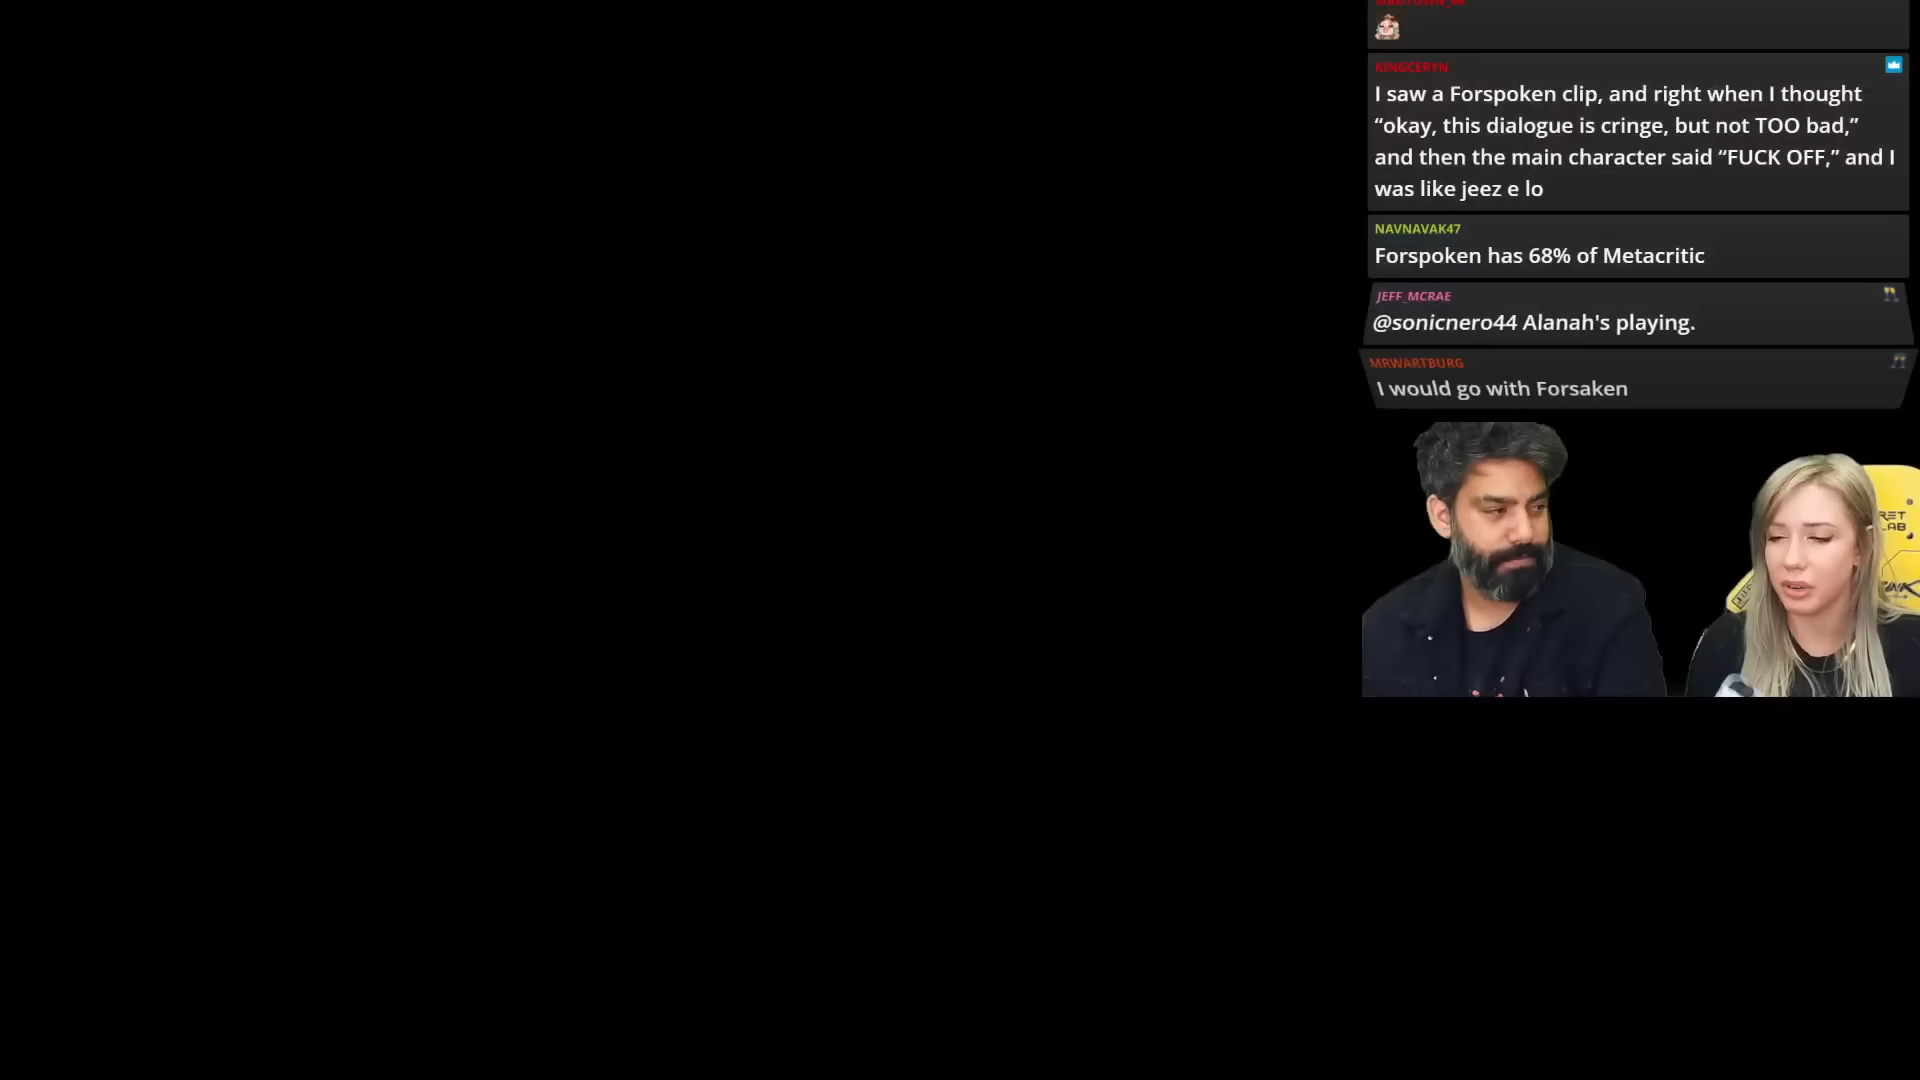 KINGCERYN
I saw a Forspoken clip, and right when I thought
“okay, this dialogue is cringe, but not TOO bad,”
and then the main character said “FUCK OFF,” and I
was like jeez e lo
NAVNAVAK47
Forspoken has 68% of Metacritic
JEFF_MCRAE
@sonicnero44 Alanah's playing.
MRWARTBURG
I would go with Forsaken
RET
LAB